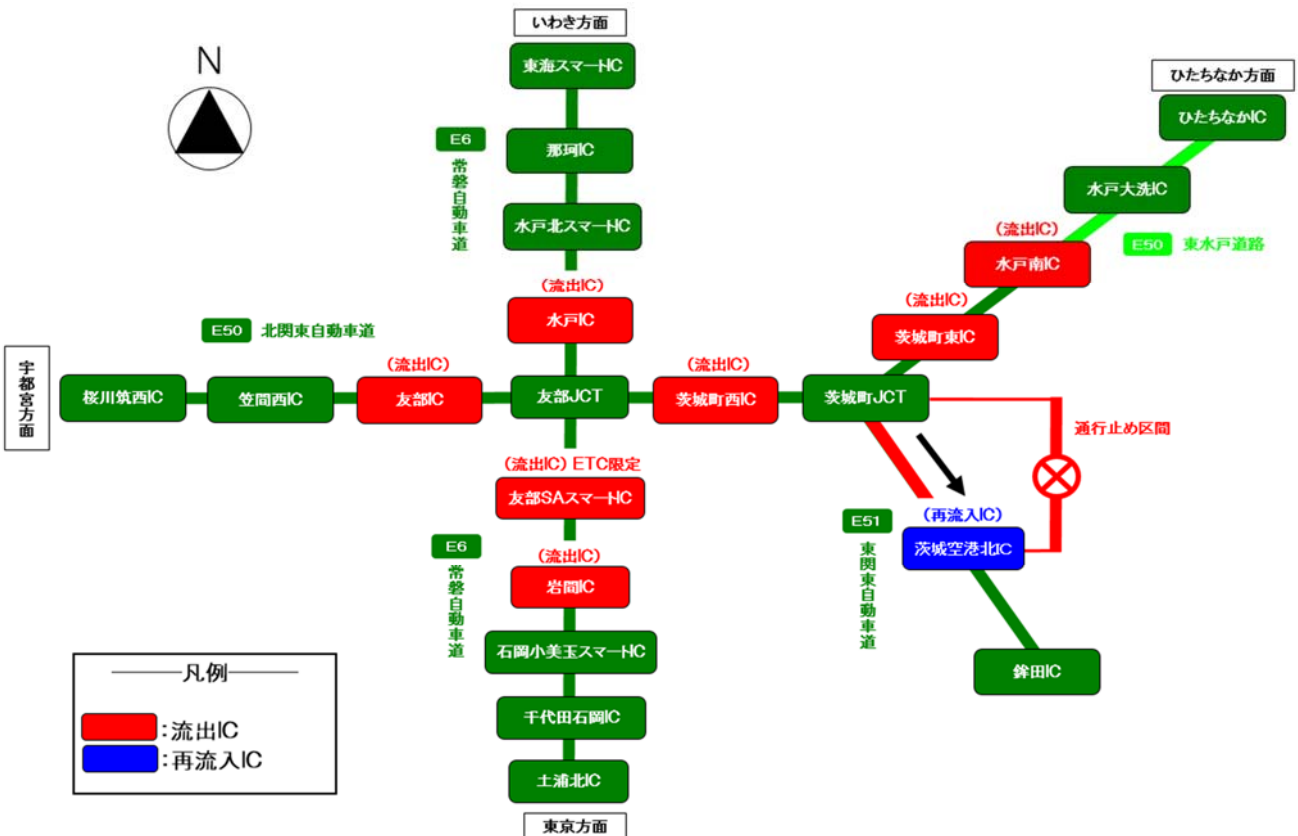 いわき方面
東海スマートIC
N
ひたちなか方面
ひたちなかIC
E6
常磐自動車道
那珂IC
水戸大洗IC
水戸北スマートIC
(流出IC)
水戸南IC
E50 東水戸道路
(流出IC)
水戸IC
(流出IC)
茨城町東IC
E50 北関東自動車道
宇都宮方面
桜川筑西IC
笠間西IC
(流出IC)
友部IC
友部JCT
(流出IC)
茨城町西IC
茨城町JCT
通行止め区間
(流出IC) ETC限定
友部SAスマートIC
E51
東関東自動車道
(再流入IC)
茨城空港北IC
E6
常磐自動車道
(流出IC)
岩間IC
石岡小美玉スマートIC
鉾田IC
千代田石岡IC
土浦北IC
東京方面
凡例
:流出IC
:再流入IC